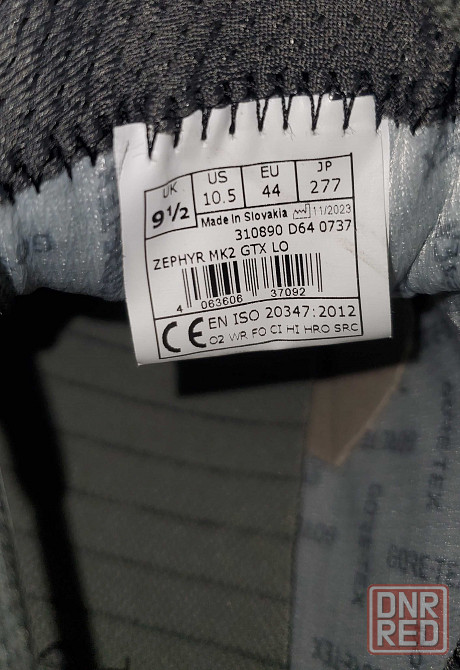 UK US EU JP
9½ 10.5 44 277
Made in Slovakia 11/2023
310890 D64 0737
ZEPHYR MK2 GTX LO
4 063606 37092
CE EN ISO 20347:2012
O2 WR FO CI HI HRO SRC
DNR
RED